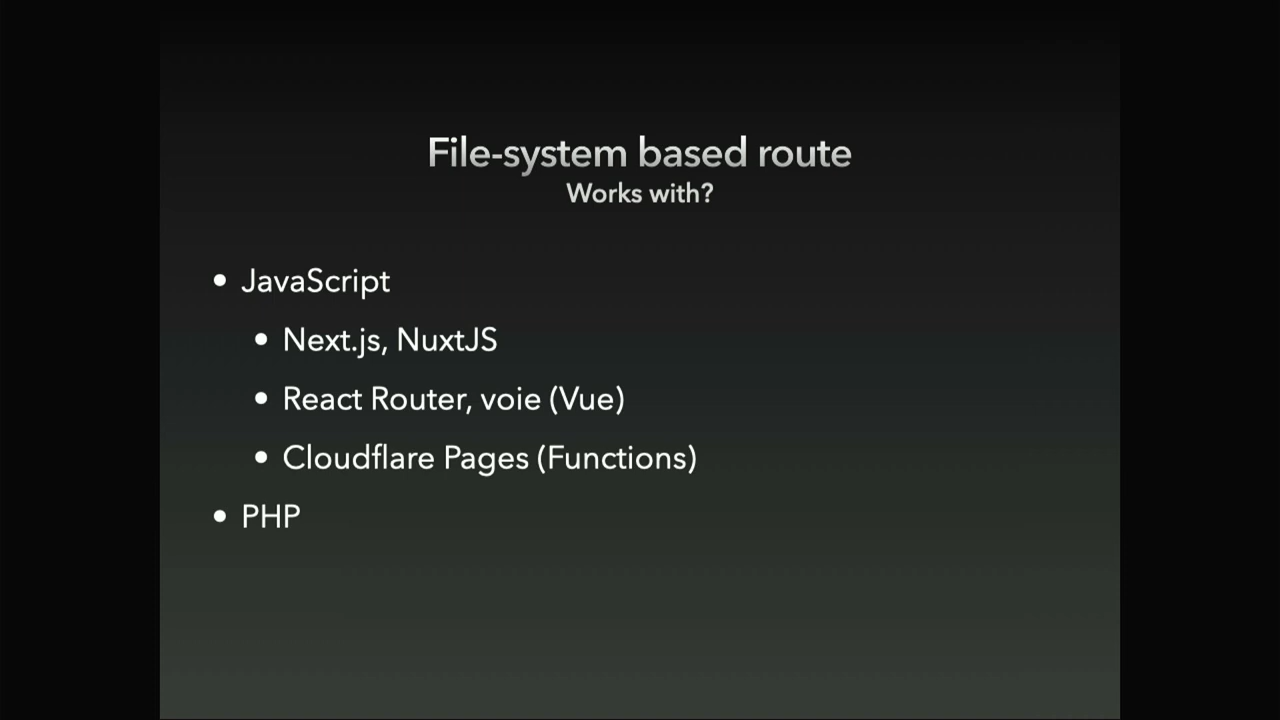 File-system based route
Works with?
• JavaScript
• Next.js, NuxtJS
• React Router, voie (Vue)
• Cloudflare Pages (Functions)
• PHP